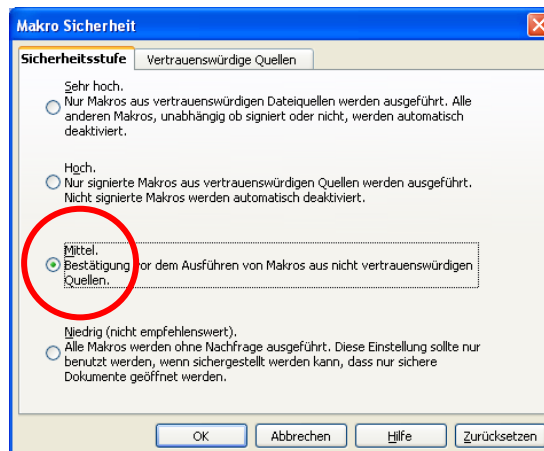 Makro Sicherheit
Sicherheitsstufe Vertrauenswürdige Quellen
Sehr hoch.
Nur Makros aus vertrauenswürdigen Dateiquellen werden ausgeführt. Alle
anderen Makros, unabhängig ob signiert oder nicht, werden automatisch
deaktiviert.
Hoch.
Nur signierte Makros aus vertrauenswürdigen Quellen werden ausgeführt.
Nicht signierte Makros werden automatisch deaktiviert.
Mittel.
Bestätigung vor dem Ausführen von Makros aus nicht vertrauenswürdigen
Quellen.
Niedrig (nicht empfehlenswert).
Alle Makros werden ohne Nachfrage ausgeführt. Diese Einstellung sollte nur
benutzt werden, wenn sichergestellt werden kann, dass nur sichere
Dokumente geöffnet werden.
OK Abbrechen Hilfe Zurücksetzen